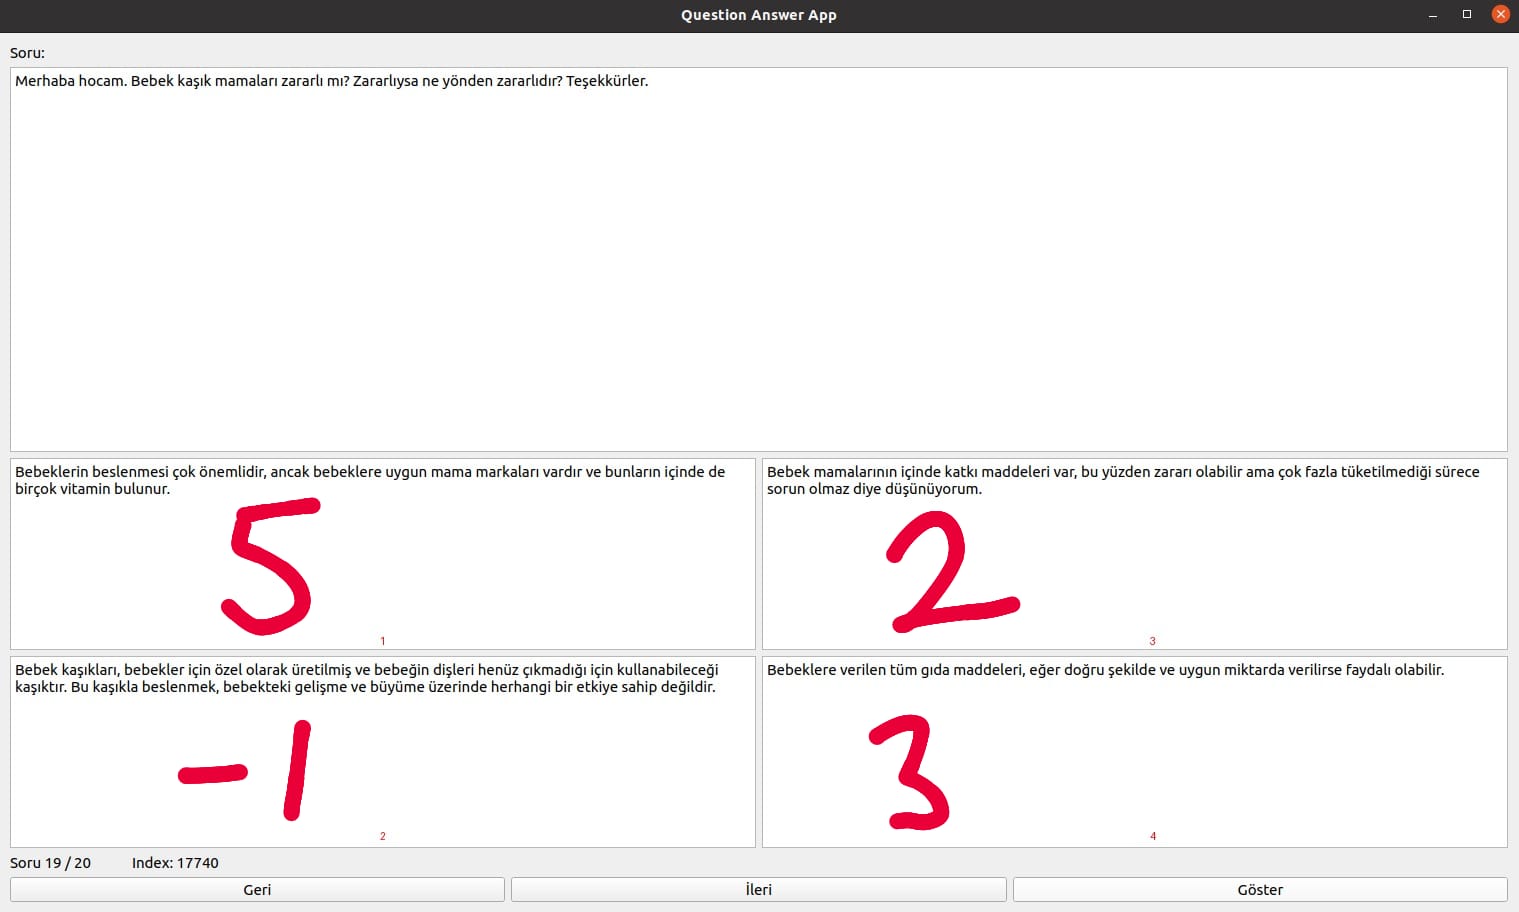 Question Answer App
Soru:
Merhaba hocam. Bebek kaşık mamaları zararlı mı? Zararlıysa ne yönden zararlıdır? Teşekkürler.
Bebeklerin beslenmesi çok önemlidir, ancak bebeklere uygun mama markaları vardır ve bunların içinde de
birçok vitamin bulunur.
5
1
Bebek mamalarının içinde katkı maddeleri var, bu yüzden zararı olabilir ama çok fazla tüketilmediği sürece
sorun olmaz diye düşünüyorum.
2
3
Bebek kaşıkları, bebekler için özel olarak üretilmiş ve bebeğin dişleri henüz çıkmadığı için kullanabileceği
kaşıktır. Bu kaşıkla beslenmek, bebekteki gelişme ve büyüme üzerinde herhangi bir etkiye sahip değildir.
-1
2
Bebeklere verilen tüm gıda maddeleri, eğer doğru şekilde ve uygun miktarda verilirse faydalı olabilir.
3
4
Soru 19 / 20 Index: 17740
Geri İleri Göster